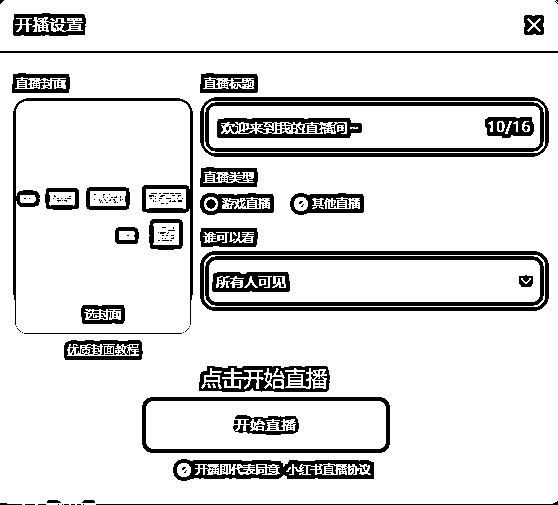 开播设置
直播封面
选封面
优质封面教程
直播标题
欢迎来到我的直播间~ 10/16
直播类型
游戏直播 其他直播
谁可以看
所有人可见
点击开始直播
开始直播
开播即代表同意 小红书直播协议